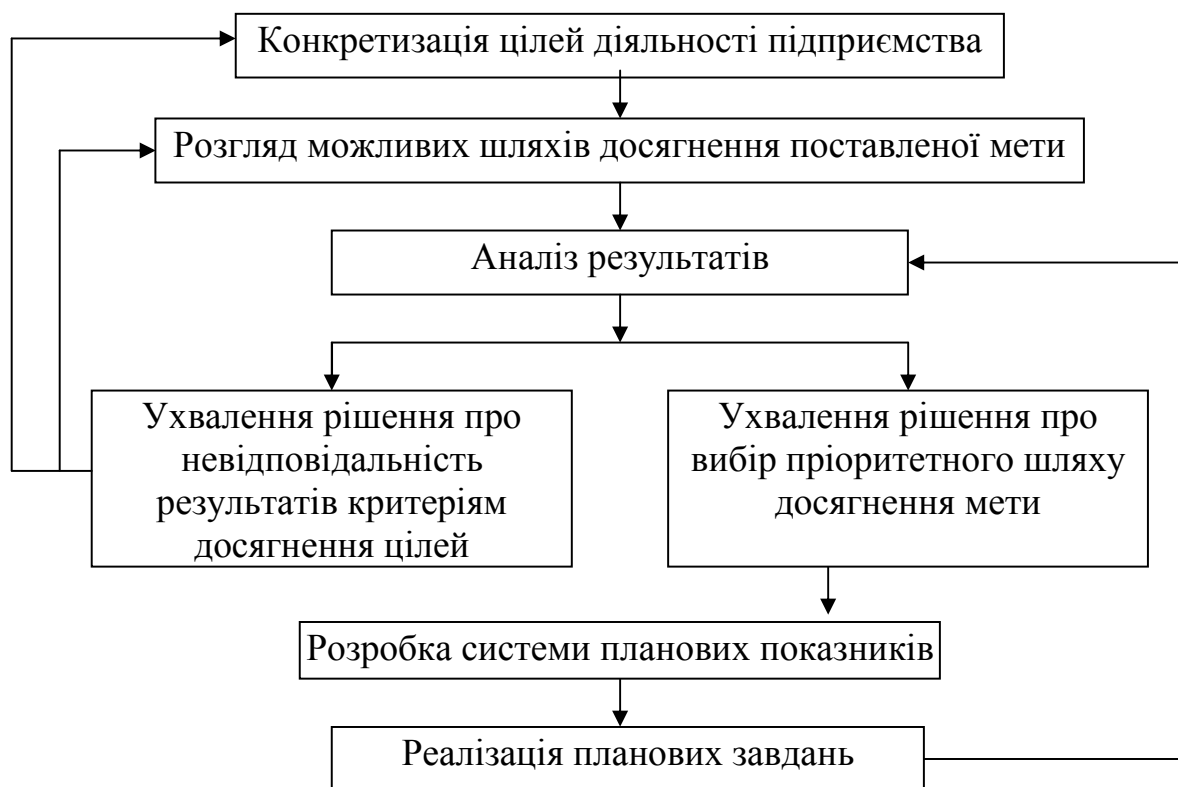 Конкретизація цілей діяльності підприємства
Розгляд можливих шляхів досягнення поставленої мети
Аналіз результатів
Ухвалення рішення про
невідповідальність
результатів критеріям
досягнення цілей
Ухвалення рішення про
вибір пріоритетного шляху
досягнення мети
Розробка системи планових показників
Реалізація планових завдань